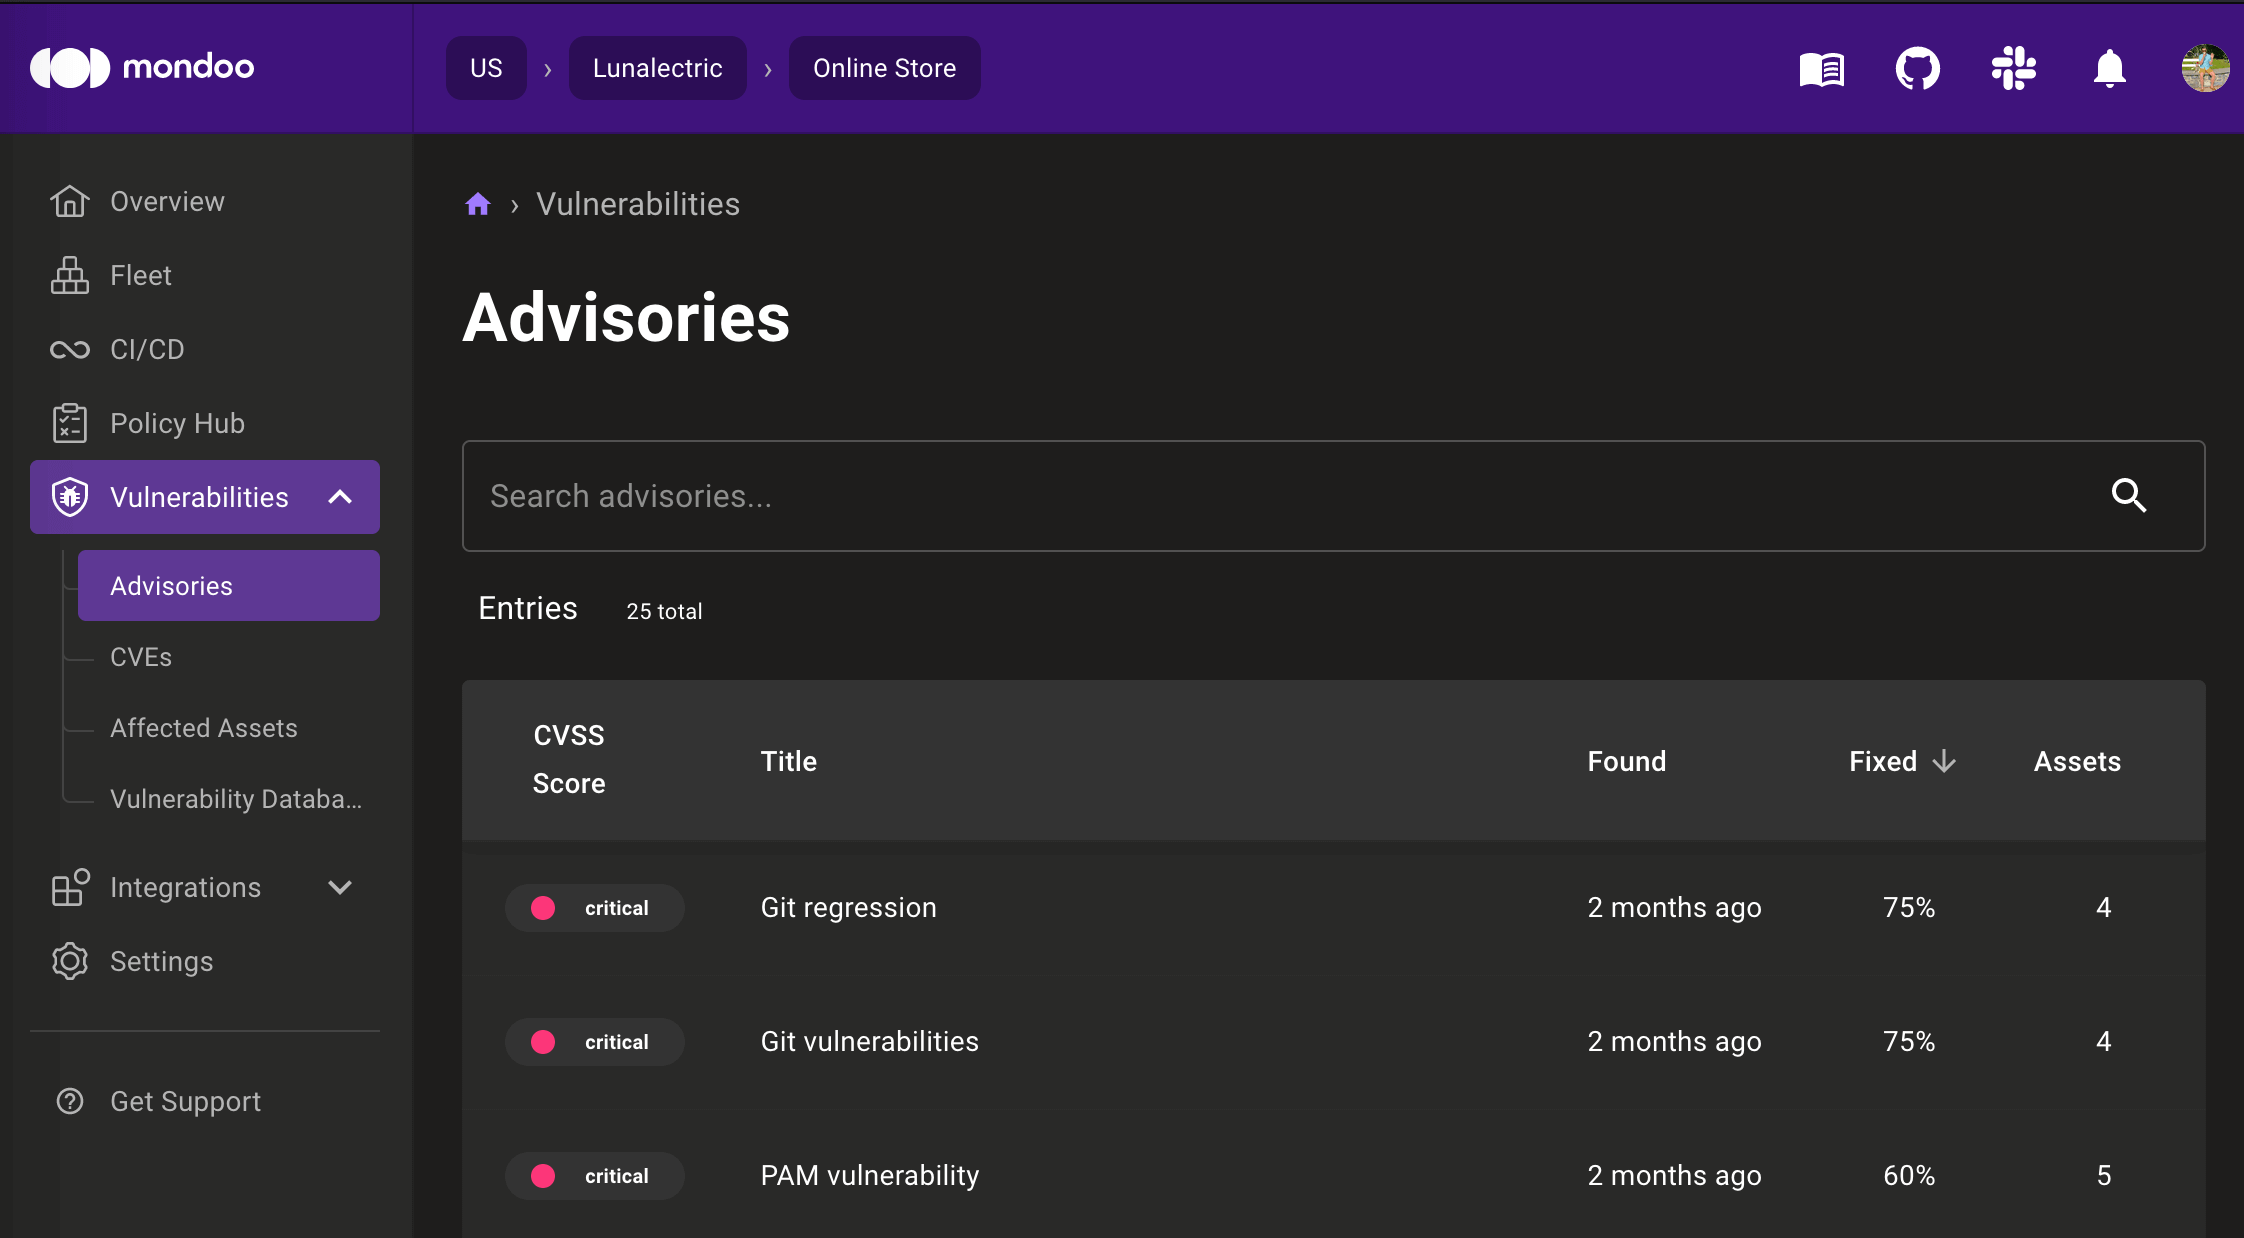 mondoo
US › Lunalectric › Online Store
Overview
Fleet
CI/CD
Policy Hub
Vulnerabilities
Advisories
CVEs
Affected Assets
Vulnerability Databa...
Integrations
Settings
Get Support
› Vulnerabilities
Advisories
Search advisories...
Entries 25 total
CVSS Score Title Found Fixed Assets
critical Git regression 2 months ago 75% 4
critical Git vulnerabilities 2 months ago 75% 4
critical PAM vulnerability 2 months ago 60% 5